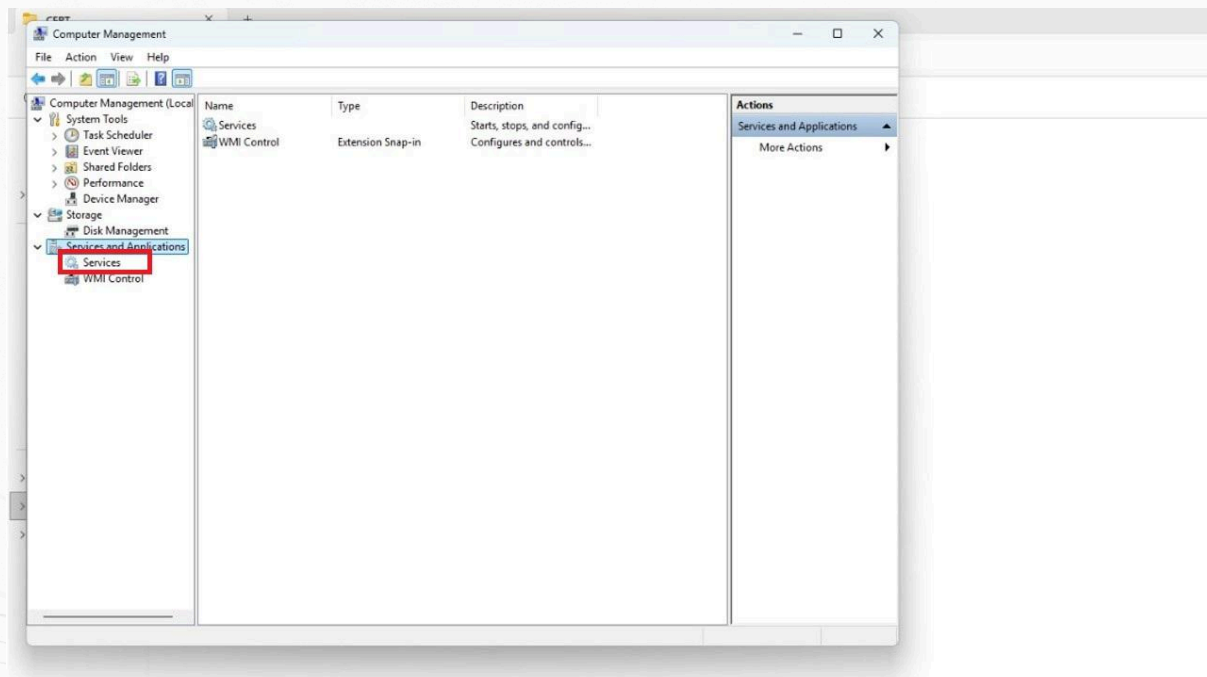 CERT
Computer Management
File Action View Help
Computer Management (Local
System Tools
Task Scheduler
Event Viewer
Shared Folders
Performance
Device Manager
Storage
Disk Management
Services and Applications
Services
WMI Control
Name Type Description
Services Starts, stops, and config...
WMI Control Extension Snap-in Configures and controls...
Actions
Services and Applications
More Actions